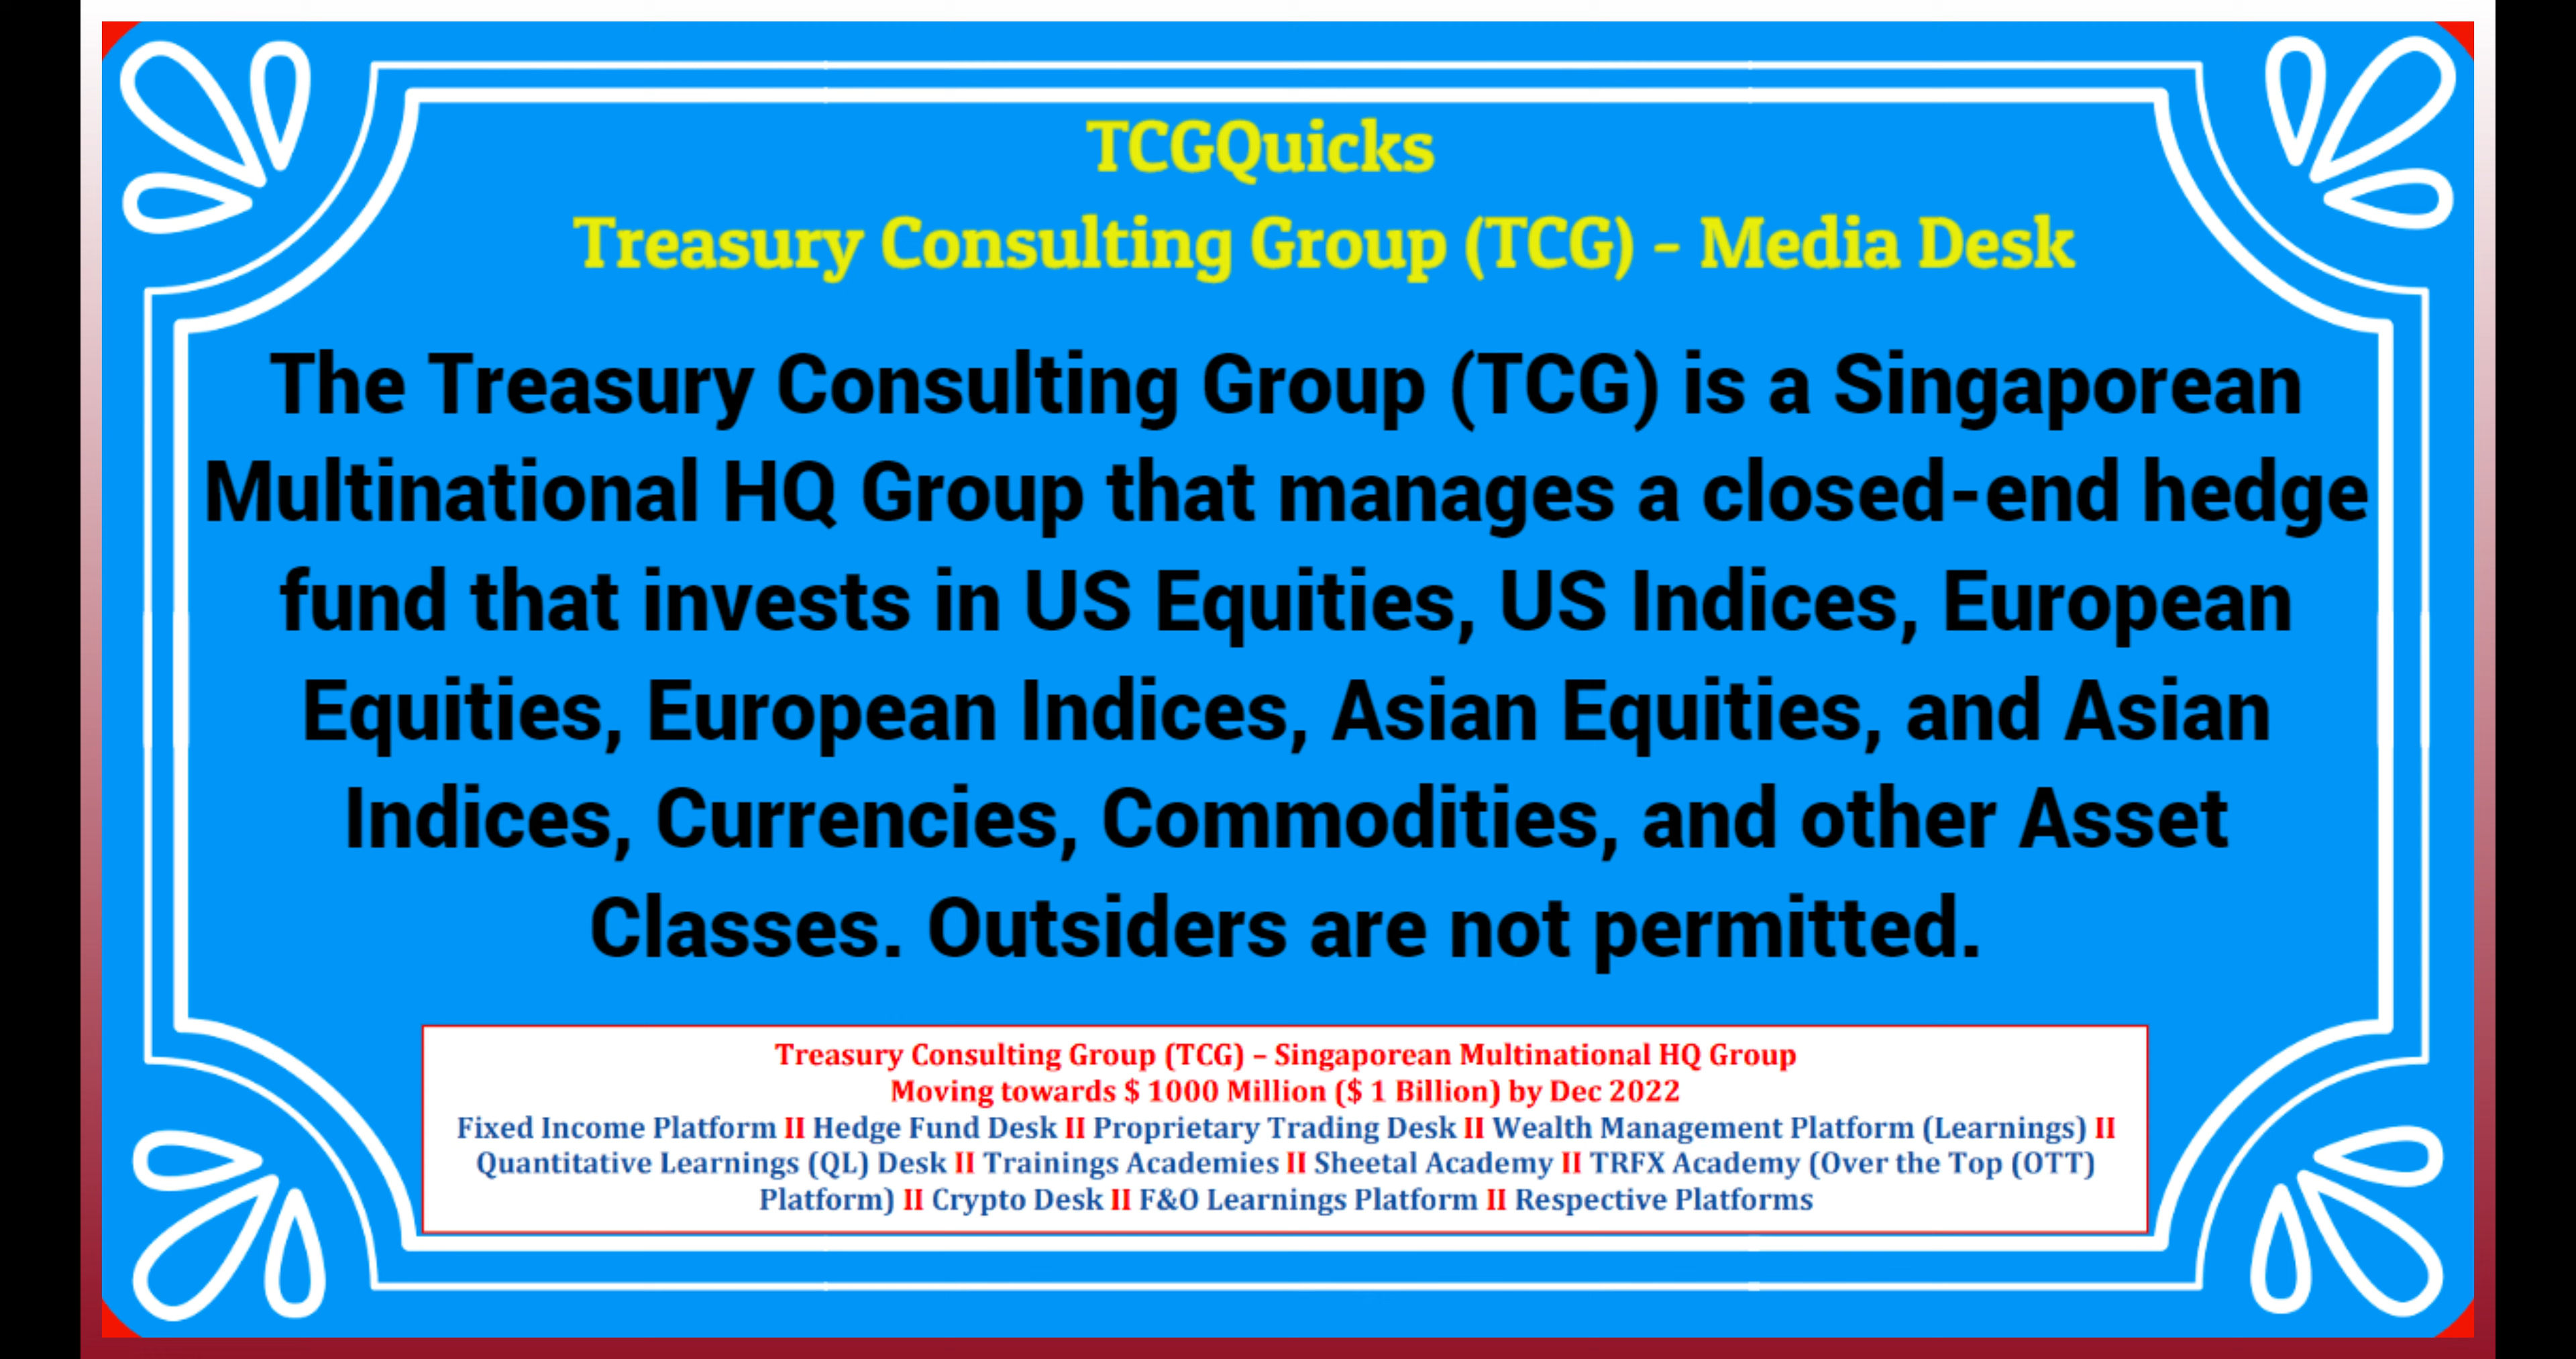 TCGQuicks
Treasury Consulting Group (TCG) – Media Desk
The Treasury Consulting Group (TCG) is a Singaporean
Multinational HQ Group that manages a closed-end hedge
fund that invests in US Equities, US Indices, European
Equities, European Indices, Asian Equities, and Asian
Indices, Currencies, Commodities, and other Asset
Classes. Outsiders are not permitted.
Treasury Consulting Group (TCG) – Singaporean Multinational HQ Group
Moving towards $ 1000 Million ($ 1 Billion) by Dec 2022
Fixed Income Platform II Hedge Fund Desk II Proprietary Trading Desk II Wealth Management Platform (Learnings) II
Quantitative Learnings (QL) Desk II Trainings Academies II Sheetal Academy II TRFX Academy (Over the Top (OTT)
Platform) II Crypto Desk II F&O Learnings Platform II Respective Platforms